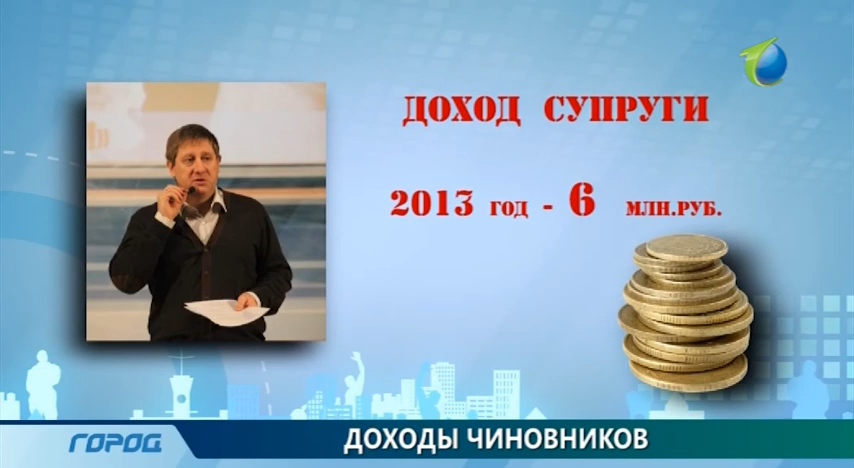 ДОХОД СУПРУГИ
2013 ГОД - 6 МЛН.РУБ.
ГОРОД
ДОХОДЫ ЧИНОВНИКОВ